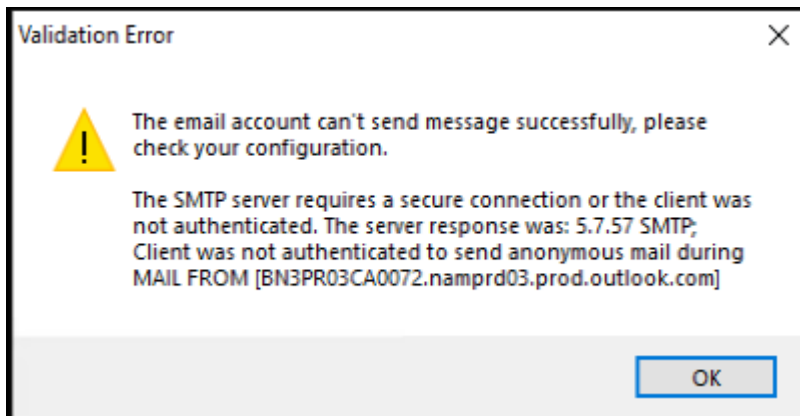 Validation Error
The email account can't send message successfully, please
check your configuration.
The SMTP server requires a secure connection or the client was
not authenticated. The server response was: 5.7.57 SMTP;
Client was not authenticated to send anonymous mail during
MAIL FROM [BN3PR03CA0072.namprd03.prod.outlook.com]
OK